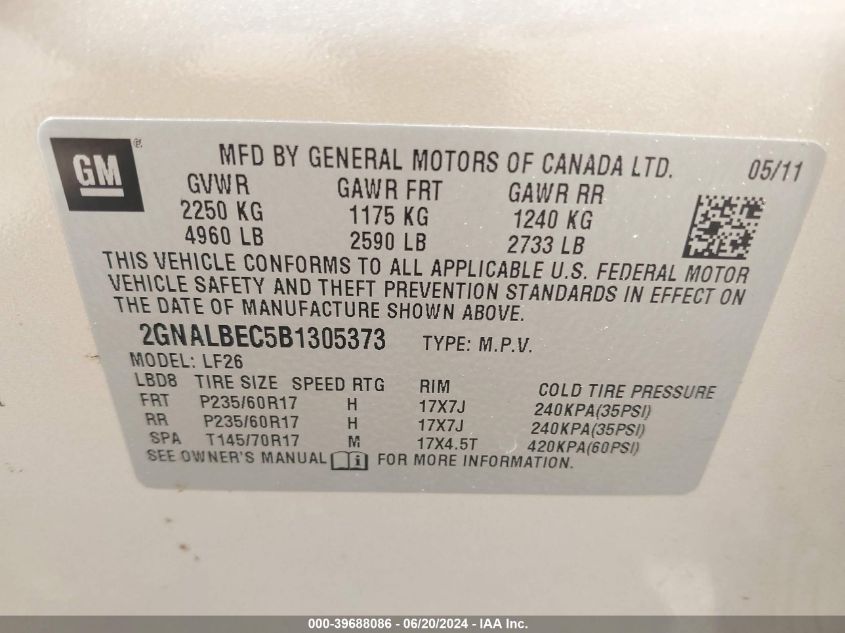 GM ®
MFD BY GENERAL MOTORS OF CANADA LTD. 05/11
GVWR GAWR FRT GAWR RR
2250 KG 1175 KG 1240 KG
4960 LB 2590 LB 2733 LB
THIS VEHICLE CONFORMS TO ALL APPLICABLE U.S. FEDERAL MOTOR
VEHICLE SAFETY AND THEFT PREVENTION STANDARDS IN EFFECT ON
THE DATE OF MANUFACTURE SHOWN ABOVE.
2GNALBEC5B1305373 TYPE: M.P.V.
MODEL: LF26
LBD8 TIRE SIZE SPEED RTG RIM COLD TIRE PRESSURE
FRT P235/60R17 H 17X7J 240KPA(35PSI)
RR P235/60R17 H 17X7J 240KPA(35PSI)
SPA T145/70R17 M 17X4.5T 420KPA(60PSI)
SEE OWNER'S MANUAL FOR MORE INFORMATION.
000-39688086 - 06/20/2024 - IAA Inc.